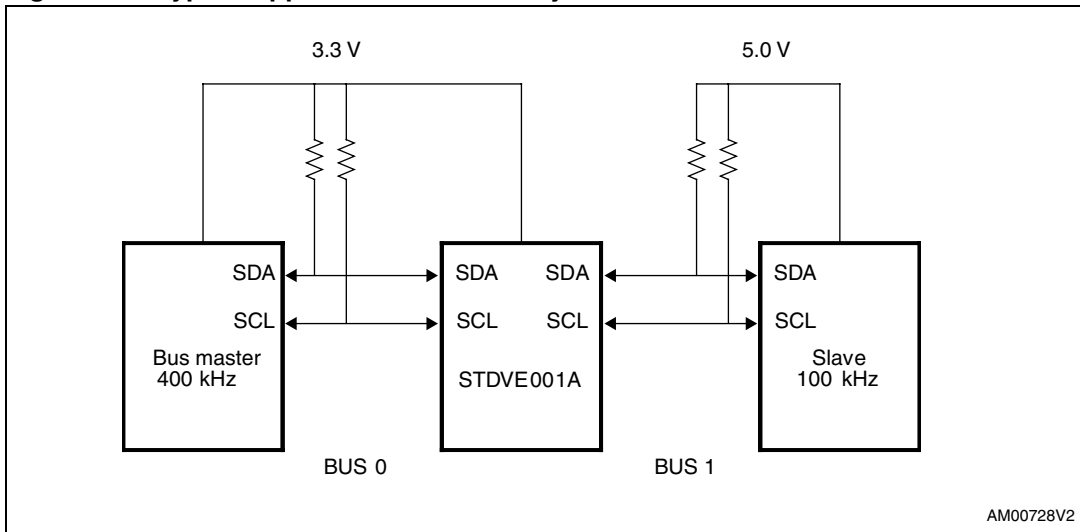 3.3 V
5.0 V
SDA
SDA
SDA
SDA
SCL
SCL
SCL
SCL
Bus master
400 kHz
STDVE001A
Slave
100 kHz
BUS 0
BUS 1
AM00728V2